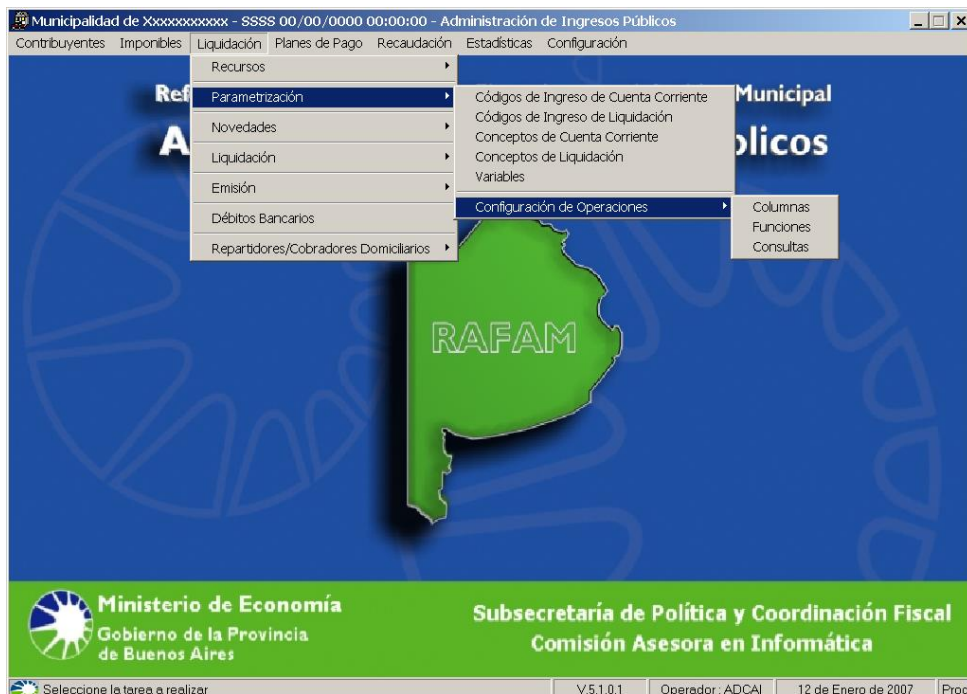 Municipalidad de Xxxxxxxxxxx - SSSS 00/00/0000 00:00:00 - Administración de Ingresos Públicos
Contribuyentes Imponibles Liquidación Planes de Pago Recaudación Estadísticas Configuración
Recursos
Parametrización
Novedades
Liquidación
Emisión
Débitos Bancarios
Repartidores/Cobradores Domiciliarios
Códigos de Ingreso de Cuenta Corriente
Códigos de Ingreso de Liquidación
Conceptos de Cuenta Corriente
Conceptos de Liquidación
Variables
Configuración de Operaciones
Columnas
Funciones
Consultas
Ref
Municipal
A
blicos
RAFAM
Ministerio de Economía
Gobierno de la Provincia
de Buenos Aires
Subsecretaría de Política y Coordinación Fiscal
Comisión Asesora en Informática
Seleccione la tarea a realizar V.5.1.0.1 Operador : ADCAI 12 de Enero de 2007